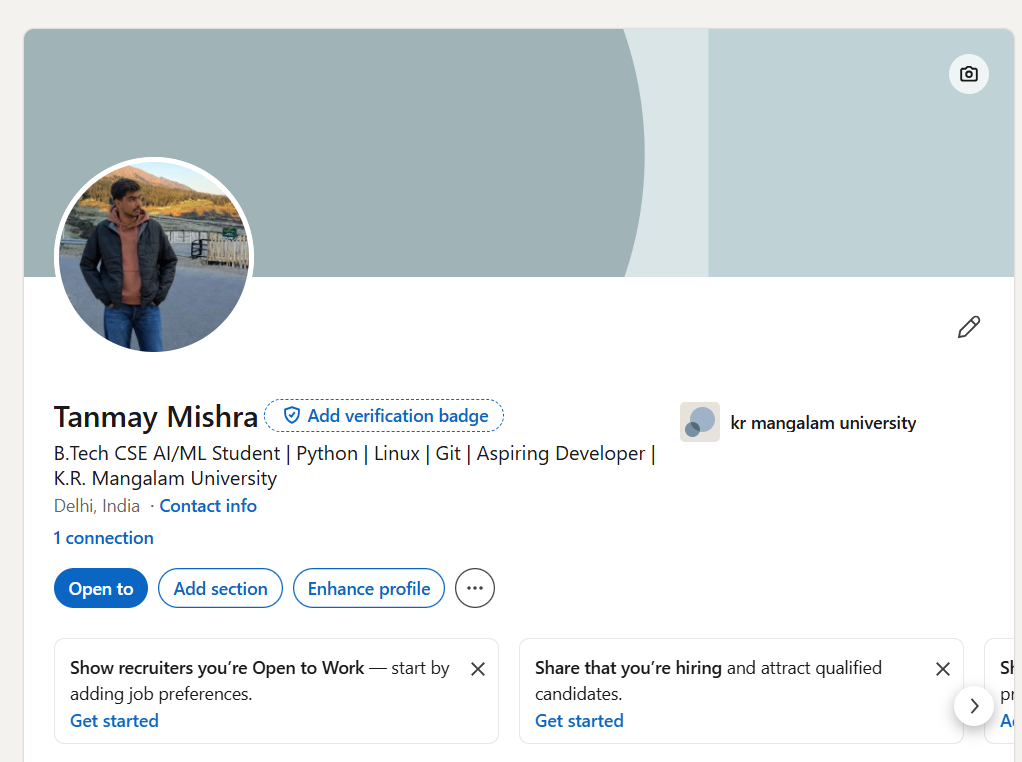 Tanmay Mishra
Add verification badge
kr mangalam university
B.Tech CSE AI/ML Student | Python | Linux | Git | Aspiring Developer |
K.R. Mangalam University
Delhi, India · Contact info
1 connection
Open to
Add section
Enhance profile
Show recruiters you’re Open to Work — start by
adding job preferences.
Get started
Share that you’re hiring and attract qualified
candidates.
Get started